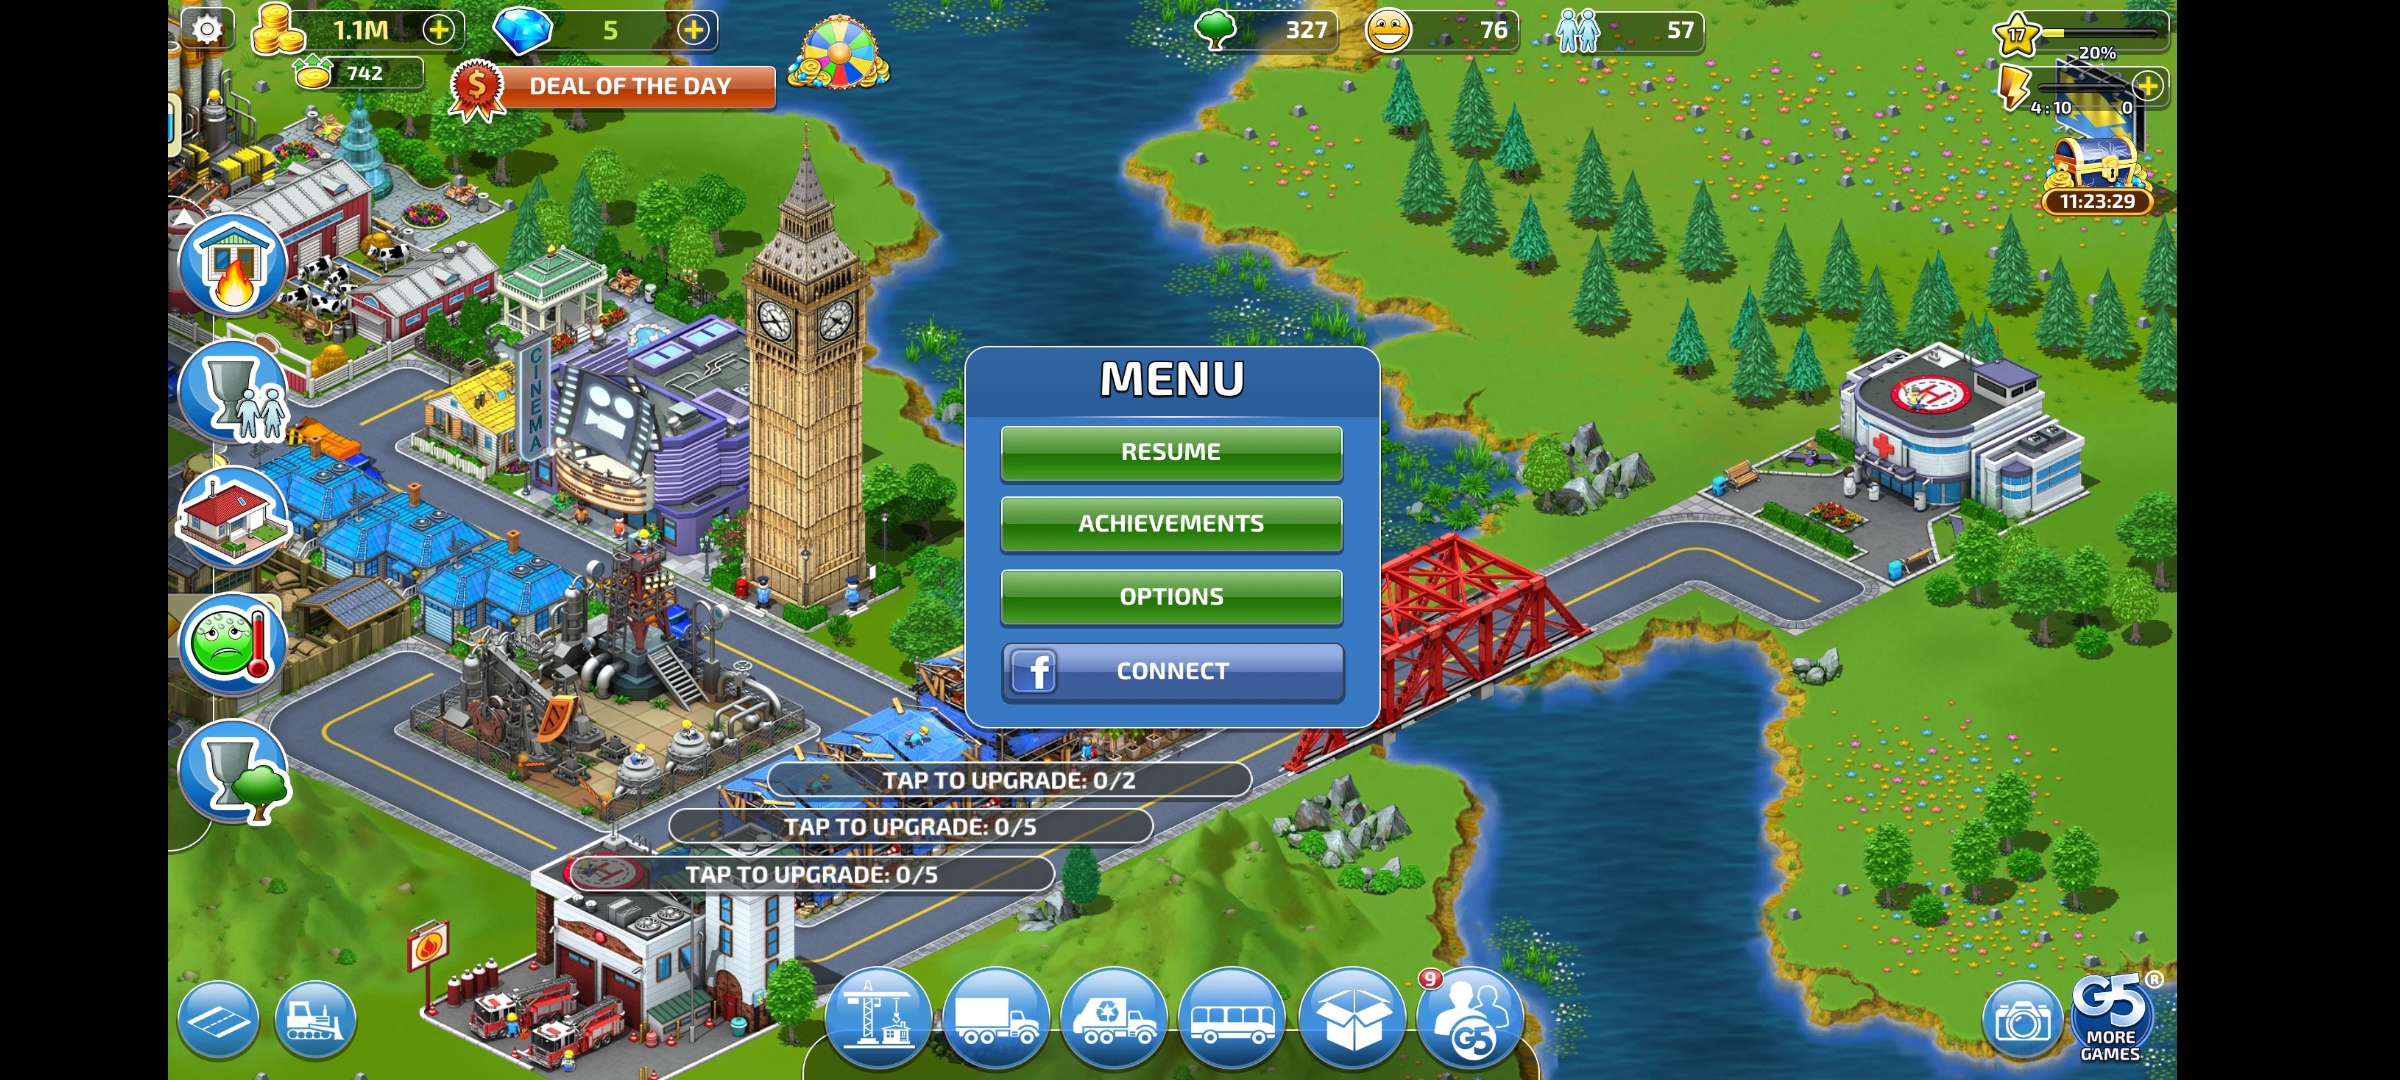 1.1M
5
327
76
57
17
20%
742
DEAL OF THE DAY
4:10
0
11:23:29
CINEMA
MENU
RESUME
ACHIEVEMENTS
OPTIONS
f CONNECT
TAP TO UPGRADE: 0/2
TAP TO UPGRADE: 0/5
TAP TO UPGRADE: 0/5
H
H
9
G5
G5®
MORE
GAMES